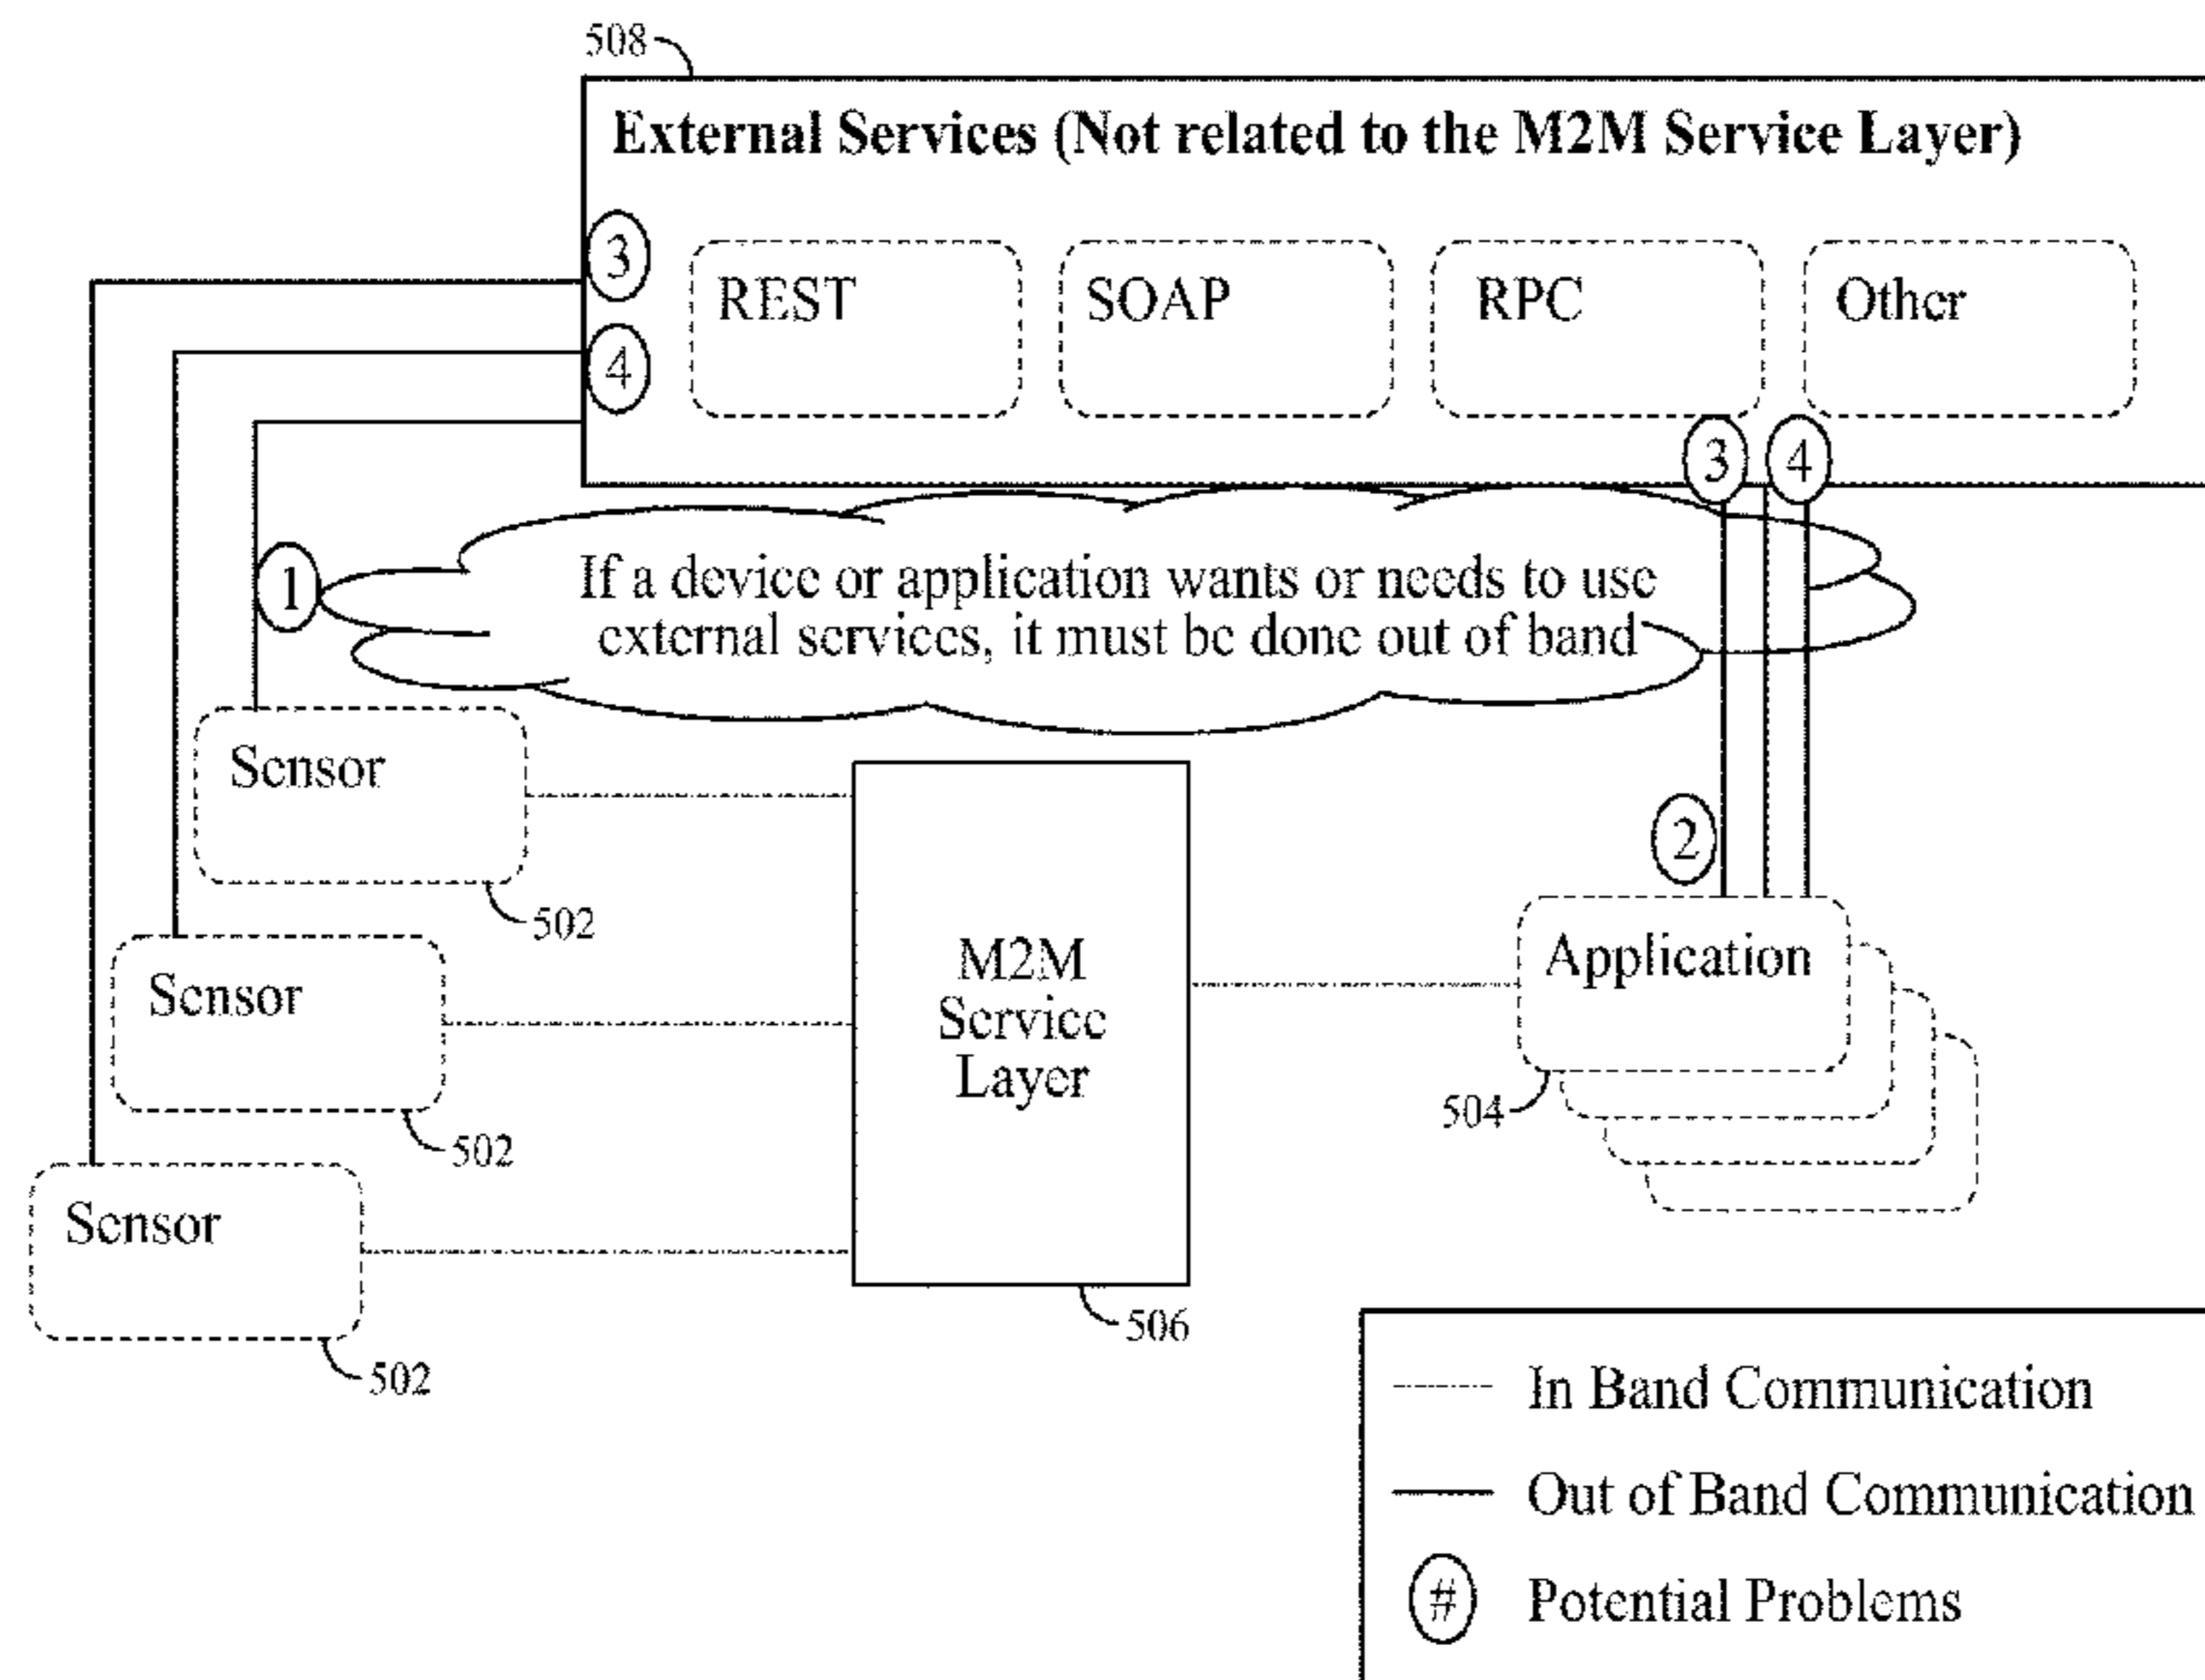 508
External Services (Not related to the M2M Service Layer)
3
REST
SOAP
RPC
Other
4
3
4
1
If a device or application wants or needs to use
external services, it must be done out of band
Sensor
2
502
M2M
Service
Layer
Application
Sensor
504
502
Sensor
506
502
In Band Communication
Out of Band Communication
# Potential Problems